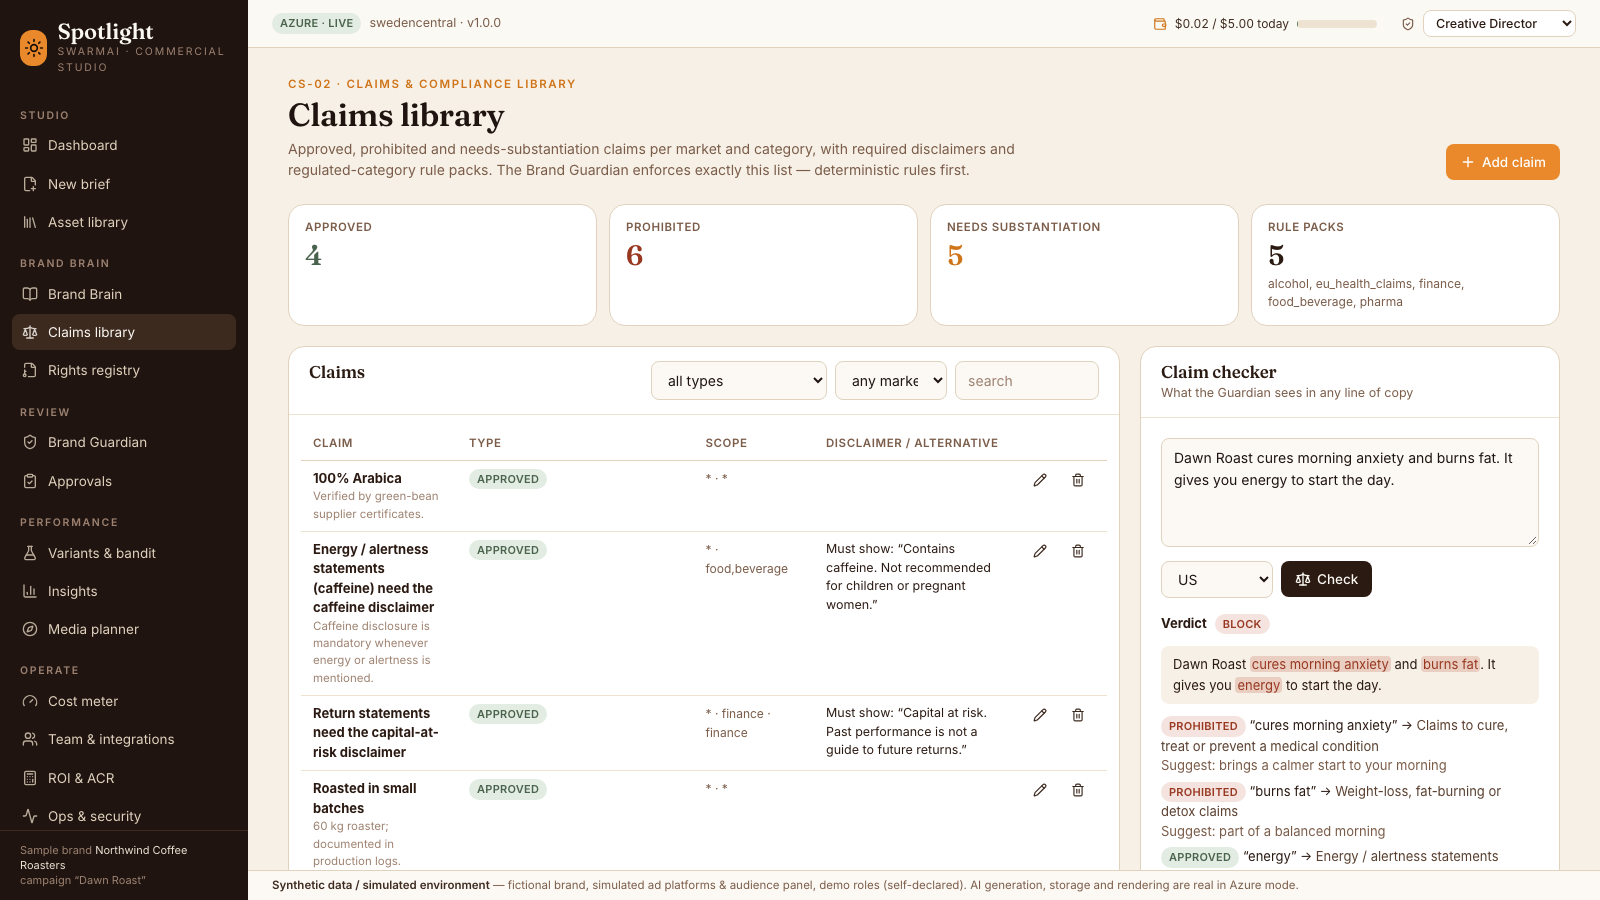 Spotlight
SWARMAI · COMMERCIAL
STUDIO
STUDIO
Dashboard
New brief
Asset library
BRAND BRAIN
Brand Brain
Claims library
Rights registry
REVIEW
Brand Guardian
Approvals
PERFORMANCE
Variants & bandit
Insights
Media planner
OPERATE
Cost meter
Team & integrations
ROI & ACR
Ops & security
Sample brand Northwind Coffee
Roasters
campaign “Dawn Roast”
AZURE · LIVE swedencentral · v1.0.0
$0.02 / $5.00 today
Creative Director
CS-02 · CLAIMS & COMPLIANCE LIBRARY
Claims library
Approved, prohibited and needs-substantiation claims per market and category, with required disclaimers and
regulated-category rule packs. The Brand Guardian enforces exactly this list — deterministic rules first.
+ Add claim
APPROVED
4
PROHIBITED
6
NEEDS SUBSTANTIATION
5
RULE PACKS
5
alcohol, eu_health_claims, finance,
food_beverage, pharma
Claims
all types
any marke
search
CLAIM TYPE SCOPE DISCLAIMER / ALTERNATIVE
100% Arabica
Verified by green-bean
supplier certificates.
APPROVED
* · *
Energy / alertness
statements
(caffeine) need the
caffeine disclaimer
Caffeine disclosure is
mandatory whenever
energy or alertness is
mentioned.
APPROVED
* ·
food,beverage
Must show: “Contains
caffeine. Not recommended
for children or pregnant
women.”
Return statements
need the capital-at-
risk disclaimer
APPROVED
* · finance ·
finance
Must show: “Capital at risk.
Past performance is not a
guide to future returns.”
Roasted in small
batches
60 kg roaster;
documented in
production logs.
APPROVED
* · *
Claim checker
What the Guardian sees in any line of copy
Dawn Roast cures morning anxiety and burns fat. It
gives you energy to start the day.
US
Check
Verdict BLOCK
Dawn Roast cures morning anxiety and burns fat. It
gives you energy to start the day.
PROHIBITED “cures morning anxiety” → Claims to cure,
treat or prevent a medical condition
Suggest: brings a calmer start to your morning
PROHIBITED “burns fat” → Weight-loss, fat-burning or
detox claims
Suggest: part of a balanced morning
APPROVED “energy” → Energy / alertness statements
Synthetic data / simulated environment — fictional brand, simulated ad platforms & audience panel, demo roles (self-declared). AI generation, storage and rendering are real in Azure mode.